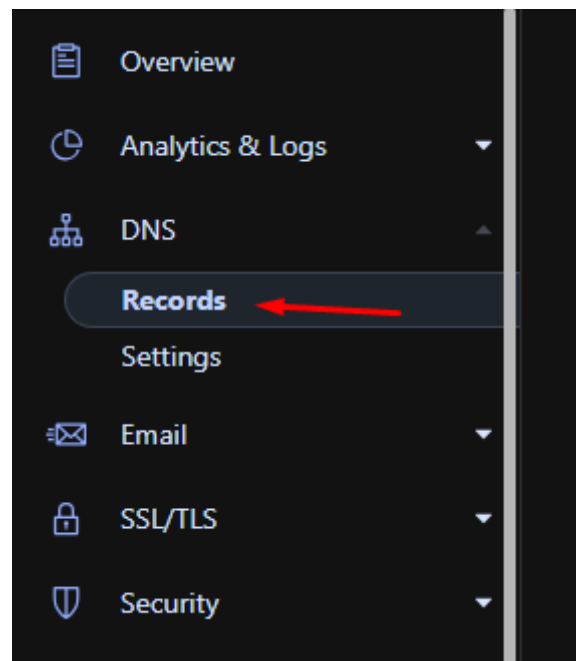 Overview
Analytics & Logs
DNS
Records
Settings
Email
SSL/TLS
Security